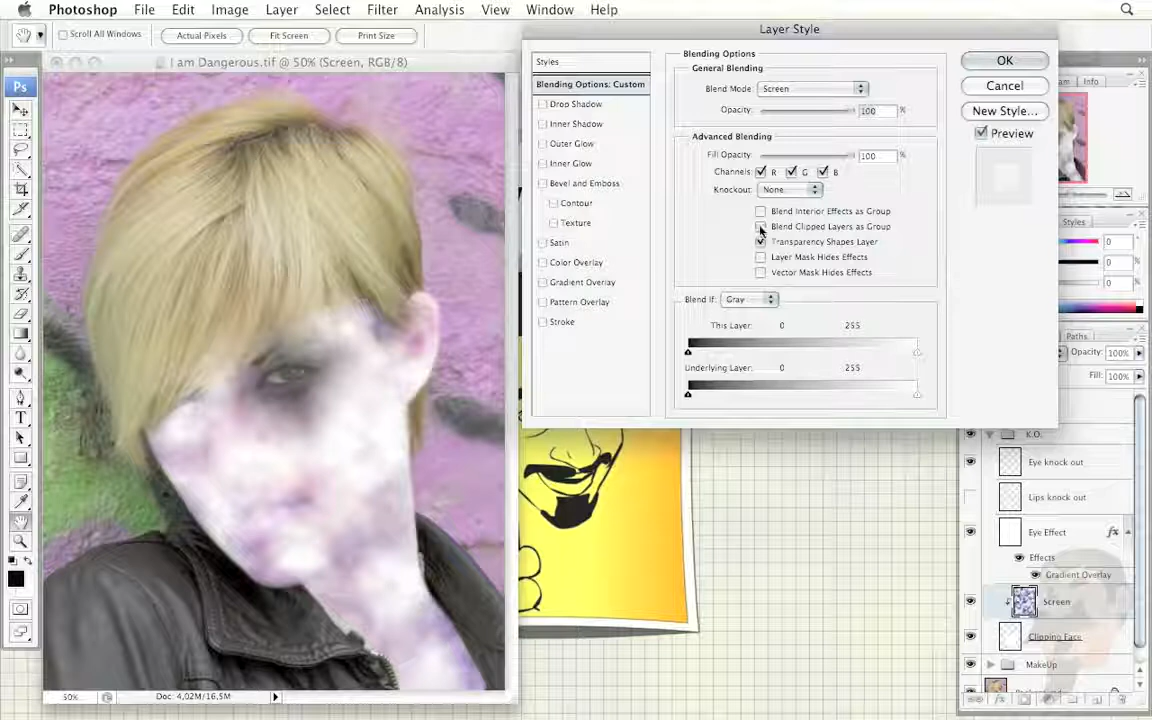 Photoshop File Edit Image Layer Select Filter Analysis View Window Help
Scroll All Windows Actual Pixels Fit Screen Print Size
I am Dangerous.tif @ 50% (Screen, RGB/8)
Ps
T
50% Doc: 4,02M/16,5M
Layer Style
Styles
Blending Options: Custom
Drop Shadow
Inner Shadow
Outer Glow
Inner Glow
Bevel and Emboss
Contour
Texture
Satin
Color Overlay
Gradient Overlay
Pattern Overlay
Stroke
Blending Options
General Blending
Blend Mode: Screen
Opacity: 100 %
Advanced Blending
Fill Opacity: 100 %
Channels: R G B
Knockout: None
Blend Interior Effects as Group
Blend Clipped Layers as Group
Transparency Shapes Layer
Layer Mask Hides Effects
Vector Mask Hides Effects
Blend If: Gray
This Layer: 0 255
Underlying Layer: 0 255
OK
Cancel
New Style...
Preview
Info
Styles
0
0
0
Paths
Opacity: 100%
Fill: 100%
K.O.
Eye knock out
Lips knock out
Eye Effect fx
Effects
Gradient Overlay
Screen
Clipping Face
MakeUp